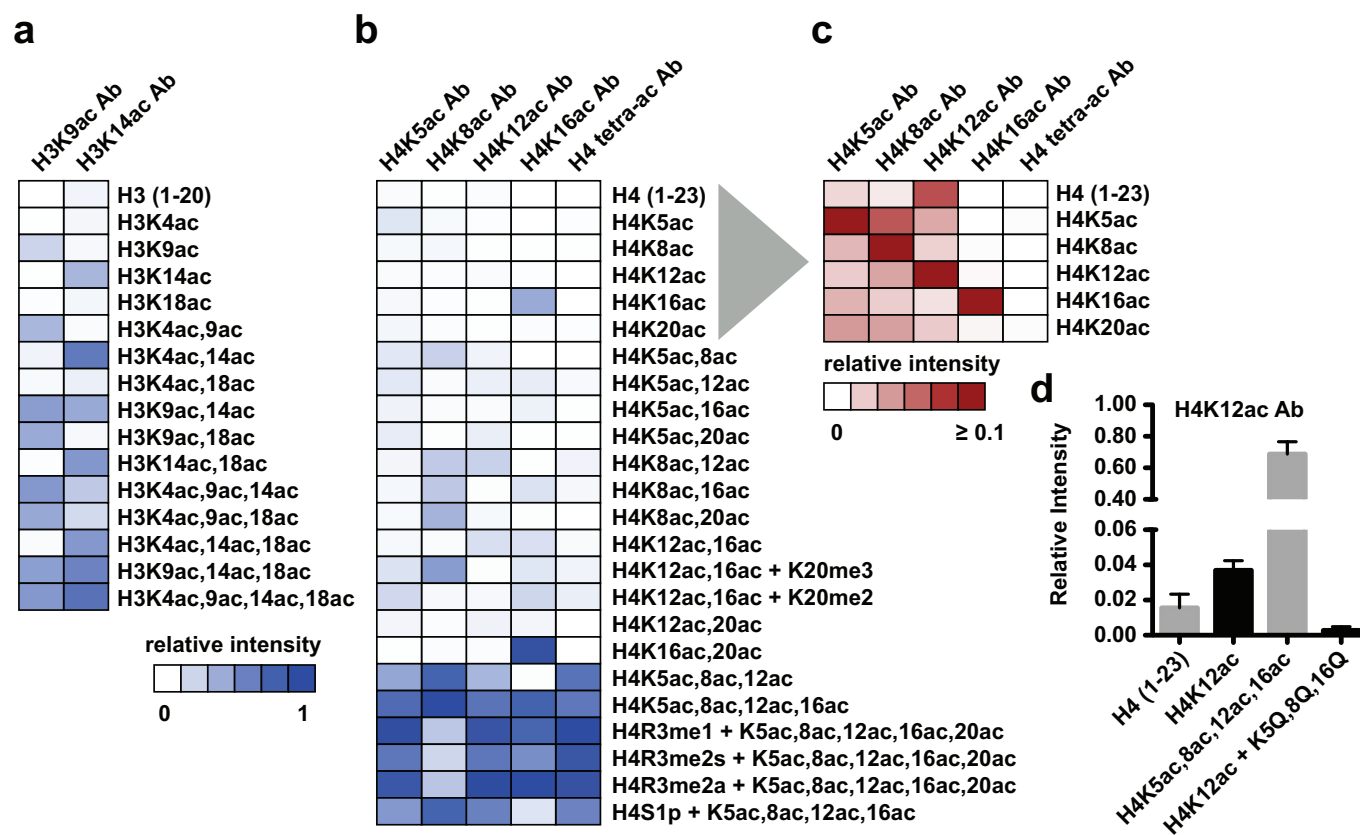 a
H3K9ac Ab
H3K14ac Ab
H3 (1-20)
H3K4ac
H3K9ac
H3K14ac
H3K18ac
H3K4ac,9ac
H3K4ac,14ac
H3K4ac,18ac
H3K9ac,14ac
H3K9ac,18ac
H3K14ac,18ac
H3K4ac,9ac,14ac
H3K4ac,9ac,18ac
H3K4ac,14ac,18ac
H3K9ac,14ac,18ac
H3K4ac,9ac,14ac,18ac
relative intensity
0 1
b
H4K5ac Ab
H4K8ac Ab
H4K12ac Ab
H4K16ac Ab
H4 tetra-ac Ab
H4 (1-23)
H4K5ac
H4K8ac
H4K12ac
H4K16ac
H4K20ac
H4K5ac,8ac
H4K5ac,12ac
H4K5ac,16ac
H4K5ac,20ac
H4K8ac,12ac
H4K8ac,16ac
H4K8ac,20ac
H4K12ac,16ac
H4K12ac,16ac + K20me3
H4K12ac,16ac + K20me2
H4K12ac,20ac
H4K16ac,20ac
H4K5ac,8ac,12ac
H4K5ac,8ac,12ac,16ac
H4R3me1 + K5ac,8ac,12ac,16ac,20ac
H4R3me2s + K5ac,8ac,12ac,16ac,20ac
H4R3me2a + K5ac,8ac,12ac,16ac,20ac
H4S1p + K5ac,8ac,12ac,16ac
c
H4K5ac Ab
H4K8ac Ab
H4K12ac Ab
H4K16ac Ab
H4 tetra-ac Ab
H4 (1-23)
H4K5ac
H4K8ac
H4K12ac
H4K16ac
H4K20ac
relative intensity
0 ≥ 0.1
d
H4K12ac Ab
Relative Intensity
1.00
0.80
0.60
0.40
0.06
0.04
0.02
0.00
H4 (1-23)
H4K12ac
H4K5ac,8ac,12ac,16ac
H4K12ac + K5Q,8Q,16Q